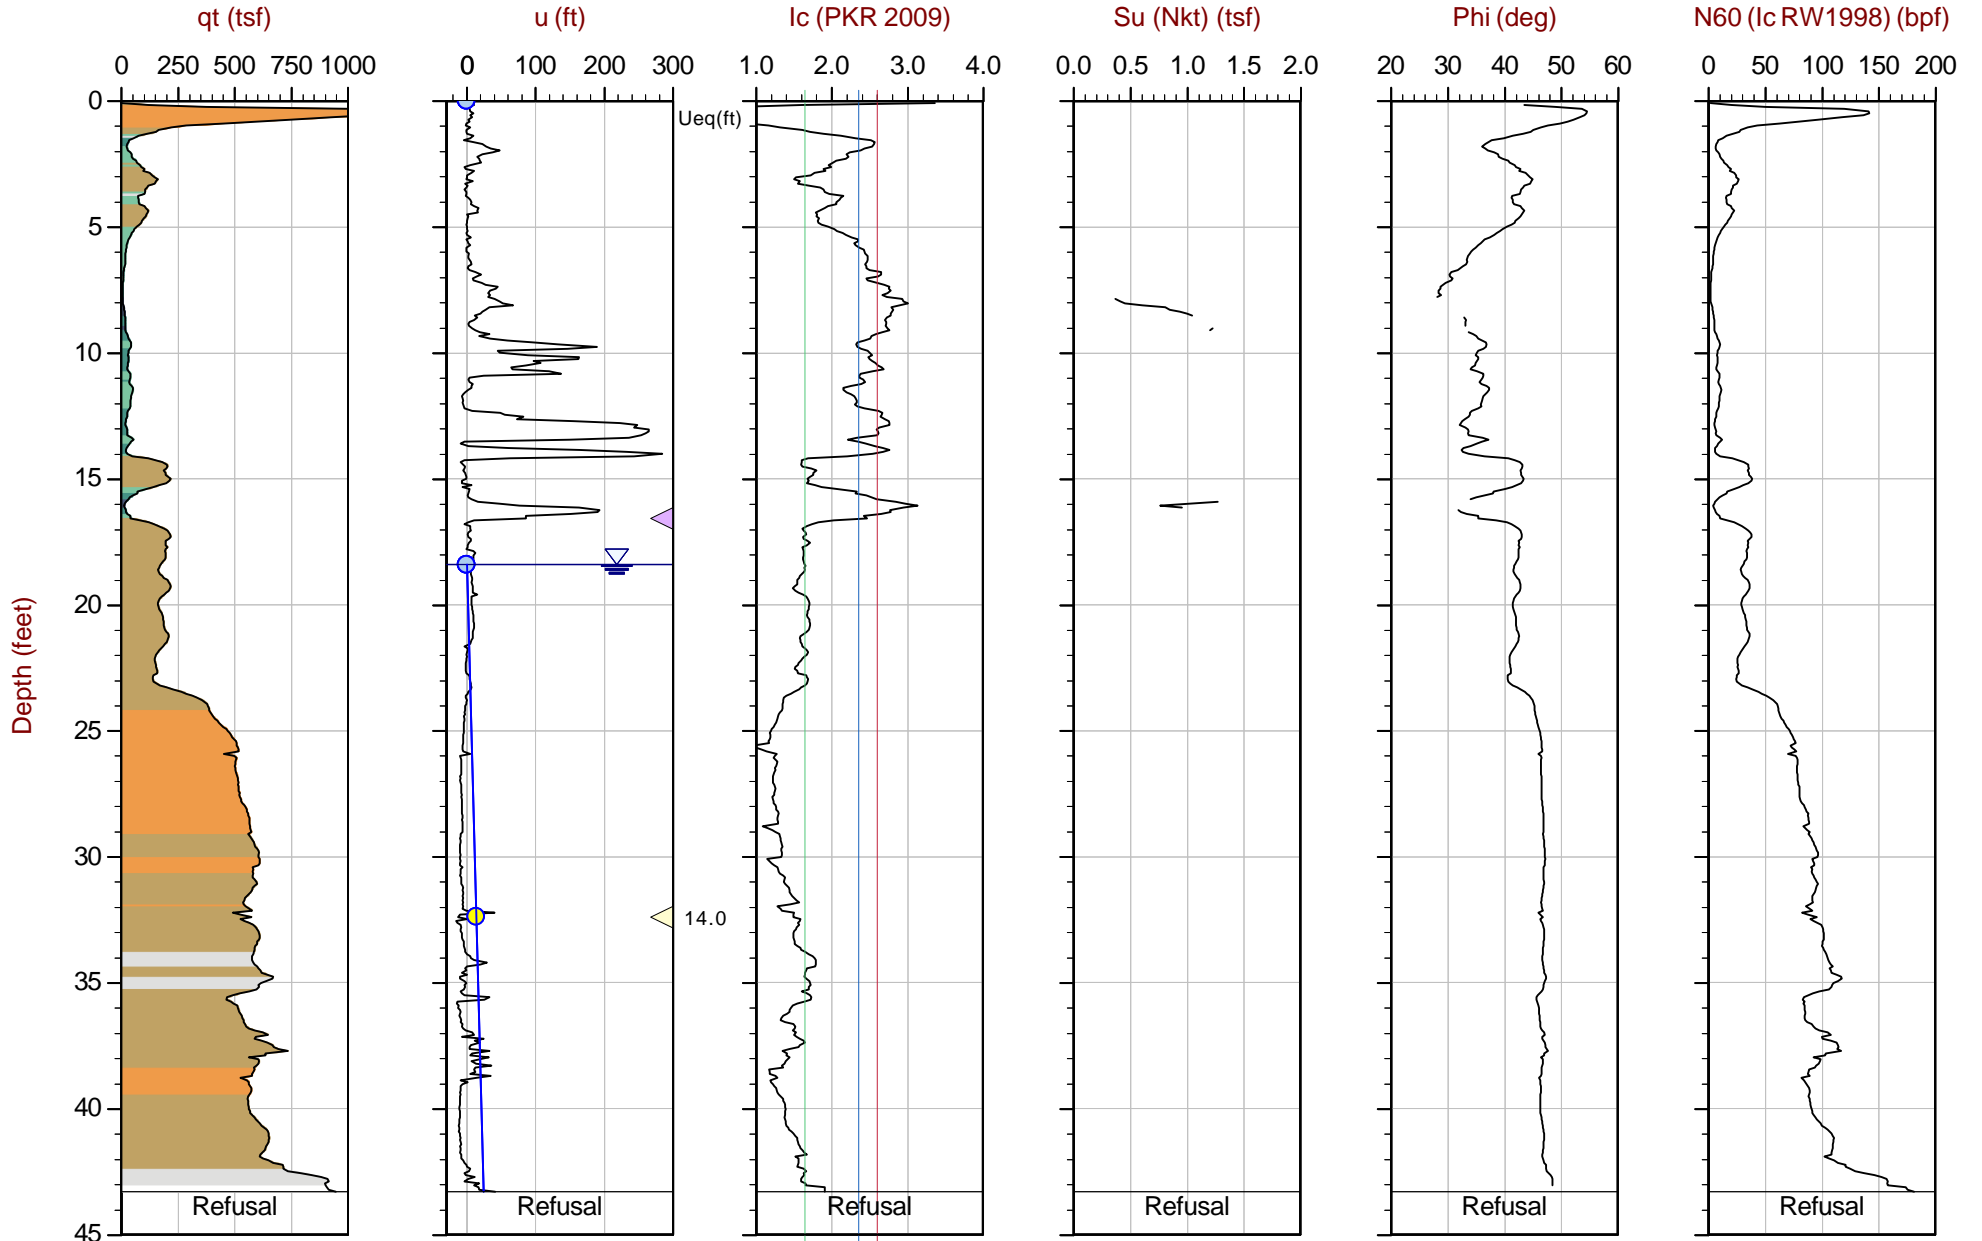 qt (tsf) u (ft) Ic (PKR 2009) Su (Nkt) (tsf) Phi (deg) N60 (Ic RW1998) (bpf)
0 250 500 750 1000 0 100 200 300 1.0 2.0 3.0 4.0 0.0 0.5 1.0 1.5 2.0 20 30 40 50 60 0 50 100 150 200
0
Ueq(ft)
5
10
15
20
Depth (feet)
25
30
14.0
35
40
Refusal Refusal Refusal Refusal Refusal Refusal
45